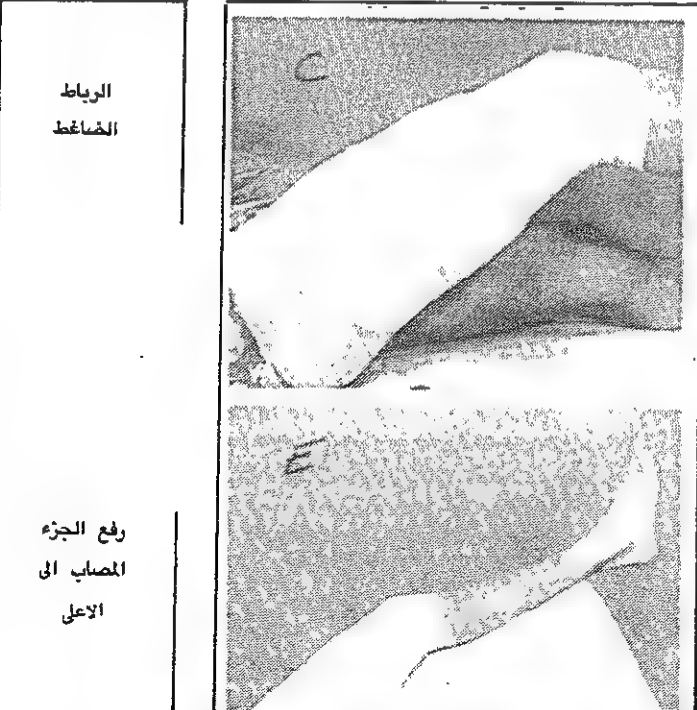 الرباط
الضاغط
C
رفع الجزء
المصاب الى
الاعلى
E